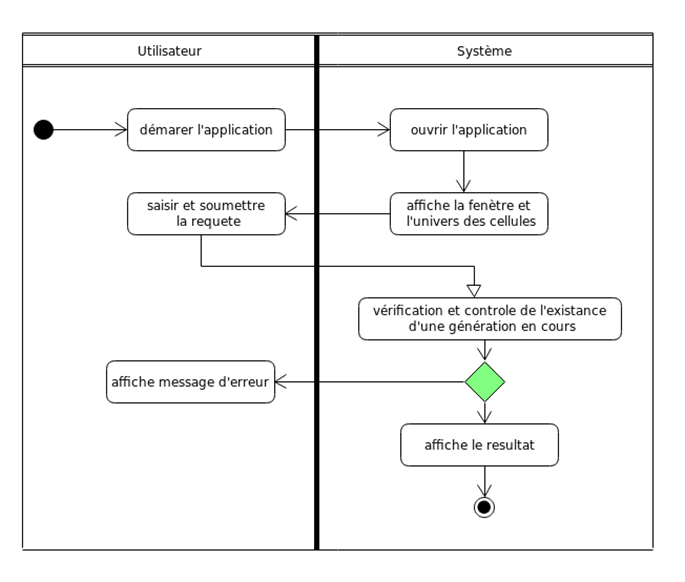 Utilisateur
Système
démarer l'application
ouvrir l'application
affiche la fenètre et
l'univers des cellules
saisir et soumettre
la requete
vérification et controle de l'existance
d'une génération en cours
affiche message d'erreur
affiche le resultat